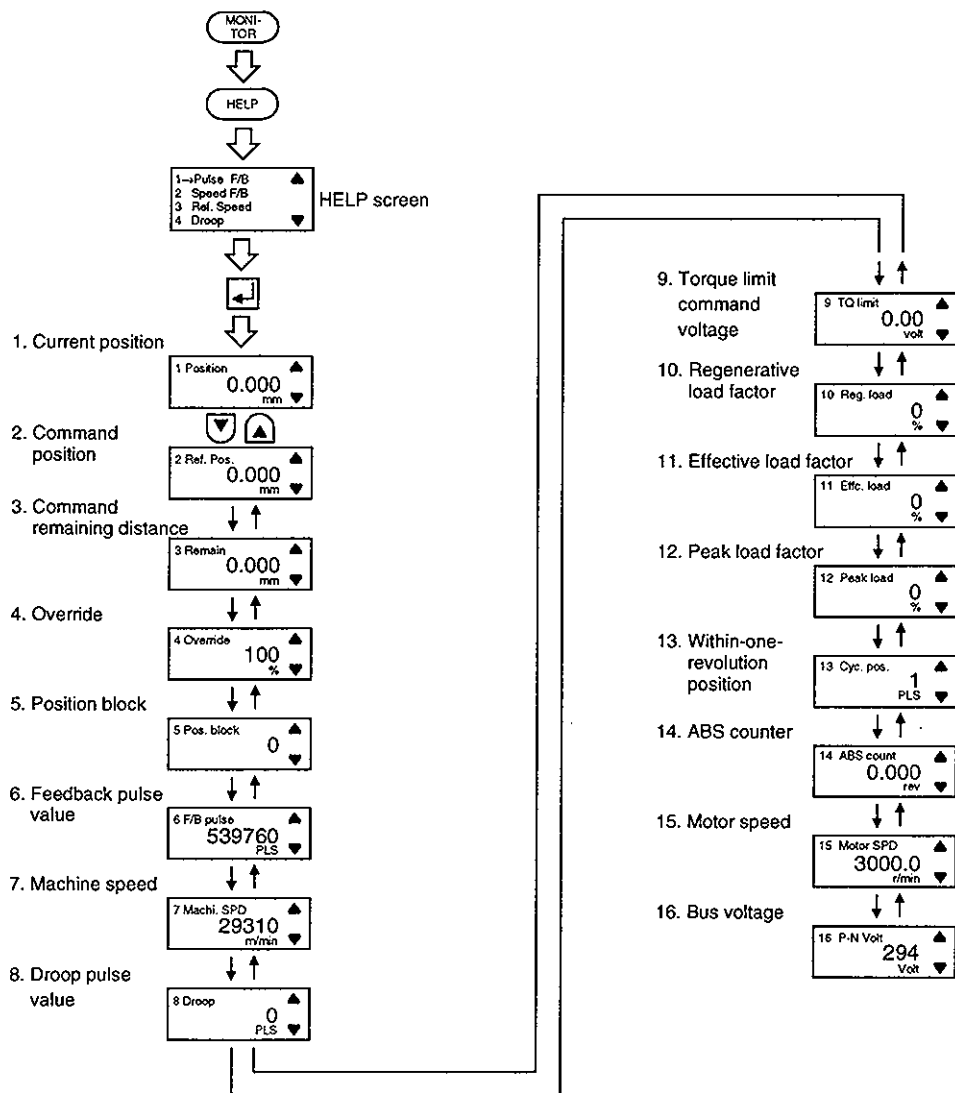 MONI-
TOR
HELP
1→Pulse F/B
2 Speed F/B
3 Ref. Speed
4 Droop
HELP screen
1. Current position
1 Position
0.000
mm
2. Command
position
2 Ref. Pos.
0.000
mm
3. Command
remaining distance
3 Remain
0.000
mm
4. Override
4 Override
100
%
5. Position block
5 Pos. block
0
6. Feedback pulse
value
6 F/B pulse
539760
PLS
7. Machine speed
7 Machi. SPD
29310
m/min
8. Droop pulse
value
8 Droop
0
PLS
9. Torque limit
command
voltage
9 TQ limit
0.00
volt
10. Regenerative
load factor
10 Reg. load
0
%
11. Effective load factor
11 Effc. load
0
%
12. Peak load factor
12 Peak load
0
%
13. Within-one-
revolution
position
13 Cyc. pos.
1
PLS
14. ABS counter
14 ABS count
0.000
rev
15. Motor speed
15 Motor SPD
3000.0
r/min
16. Bus voltage
16 P-N Volt
294
Volt